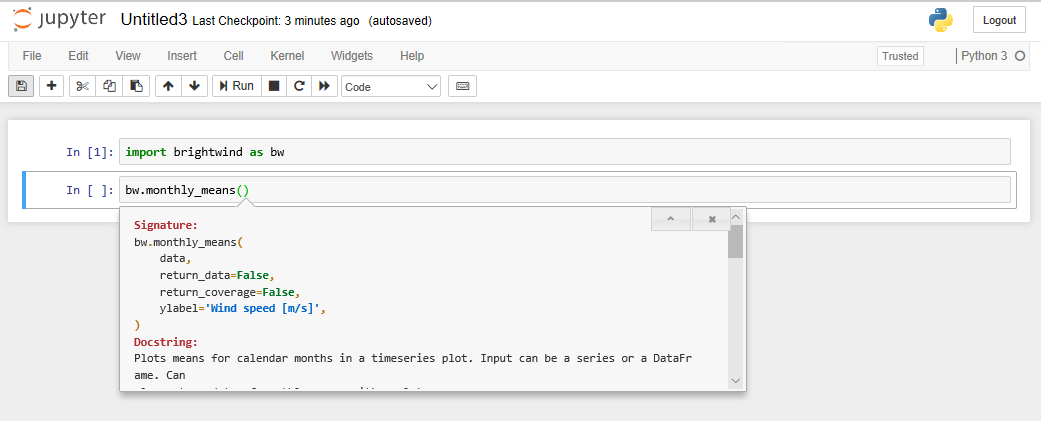 jupyter Untitled3 Last Checkpoint: 3 minutes ago (autosaved) Logout
File Edit View Insert Cell Kernel Widgets Help Trusted Python 3
Run Code
In [1]: import brightwind as bw
In [ ]: bw.monthly_means()
Signature:
bw.monthly_means(
data,
return_data=False,
return_coverage=False,
ylabel='Wind speed [m/s]',
)
Docstring:
Plots means for calendar months in a timeseries plot. Input can be a series or a DataFr
ame. Can